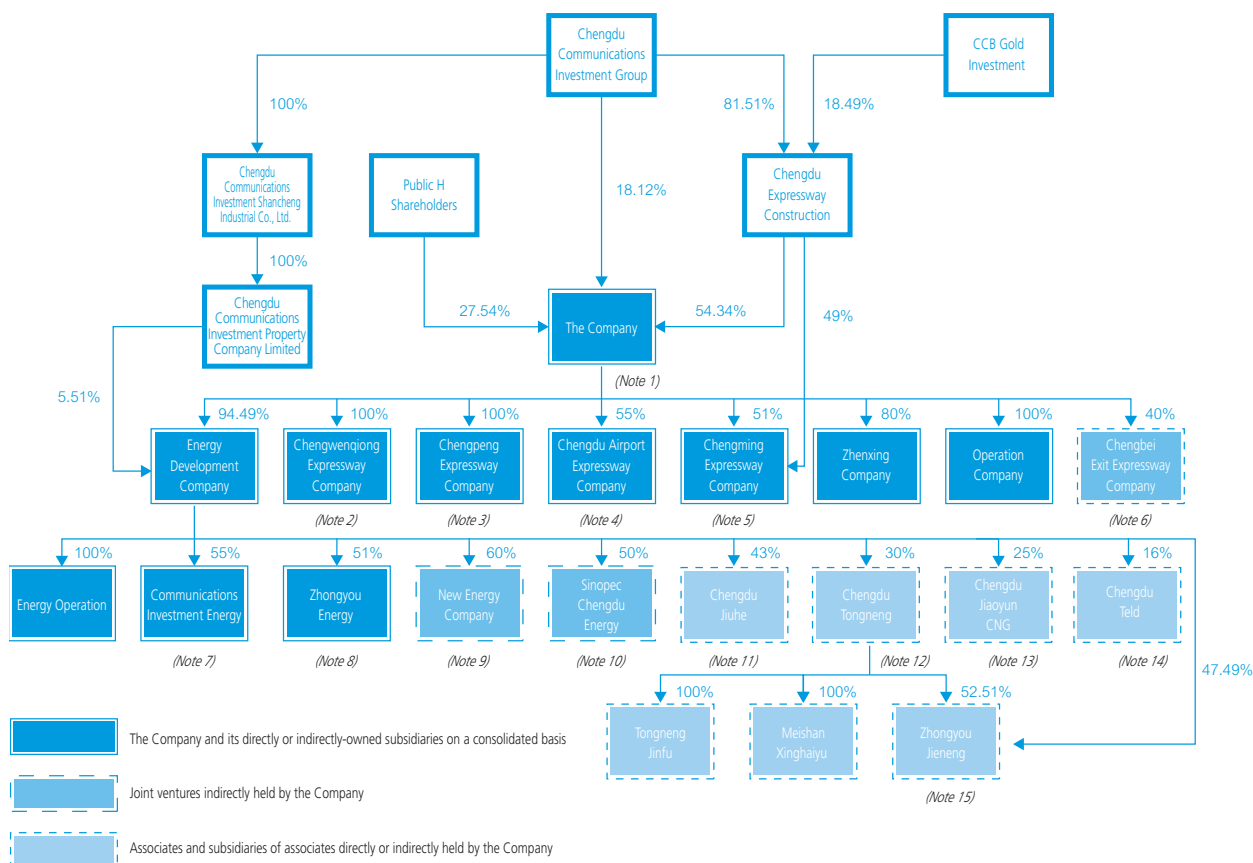 Chengdu
Communications
Investment Group
CCB Gold
Investment
100%
81.51%
18.49%
Chengdu
Communications
Investment Shancheng
Industrial Co., Ltd.
Public H
Shareholders
18.12%
Chengdu
Expressway
Construction
100%
Chengdu
Communications
Investment Property
Company Limited
27.54%
The Company
54.34%
49%
(Note 1)
5.51%
94.49%
100%
100%
55%
51%
80%
100%
40%
Energy
Development
Company
Chengwenqiong
Expressway
Company
Chengpeng
Expressway
Company
Chengdu Airport
Expressway
Company
Chengming
Expressway
Company
Zhenxing
Company
Operation
Company
Chengbei
Exit Expressway
Company
(Note 2)
(Note 3)
(Note 4)
(Note 5)
(Note 6)
100%
55%
51%
60%
50%
43%
30%
25%
16%
Energy Operation
Communications
Investment Energy
Zhongyou
Energy
New Energy
Company
Sinopec
Chengdu
Energy
Chengdu
Jiuhe
Chengdu
Tongneng
Chengdu
Jiaoyun
CNG
Chengdu
Teld
(Note 7)
(Note 8)
(Note 9)
(Note 10)
(Note 11)
(Note 12)
(Note 13)
(Note 14)
47.49%
100%
100%
52.51%
Tongneng
Jinfu
Meishan
Xinghaiyu
Zhongyou
Jieneng
(Note 15)
The Company and its directly or indirectly-owned subsidiaries on a consolidated basis
Joint ventures indirectly held by the Company
Associates and subsidiaries of associates directly or indirectly held by the Company